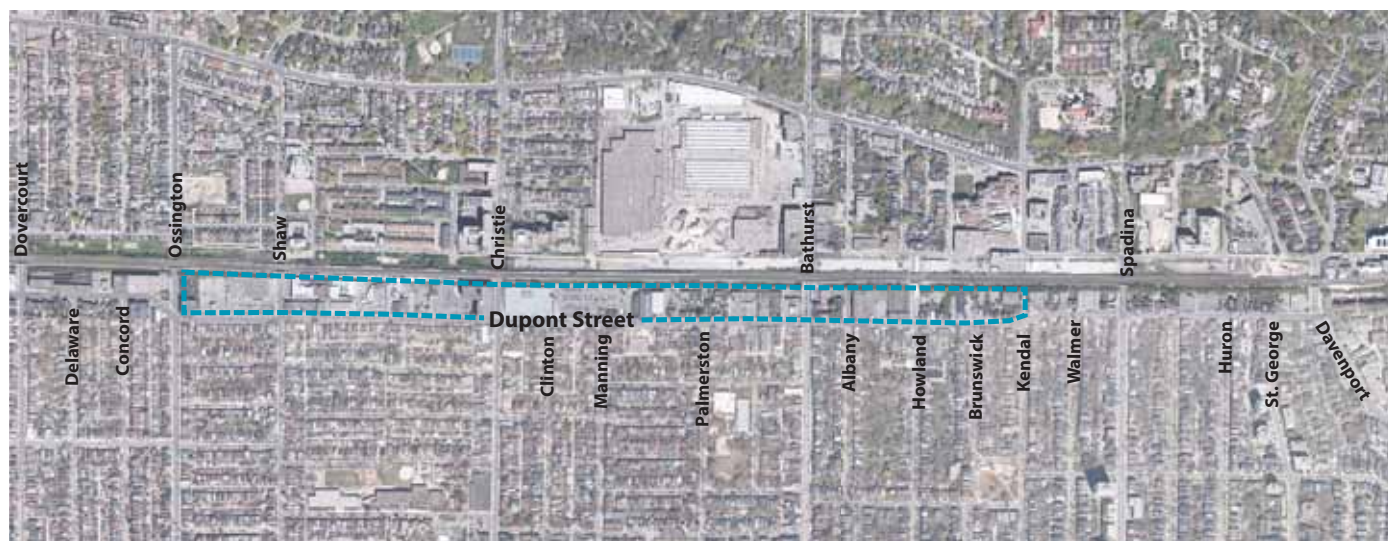 Dovercourt
Ossington
Shaw
Christie
Bathurst
Spadina
Dupont Street
Delaware
Concord
Clinton
Manning
Palmerston
Albany
Howland
Brunswick
Kendal
Walmer
Huron
St. George
Davenport